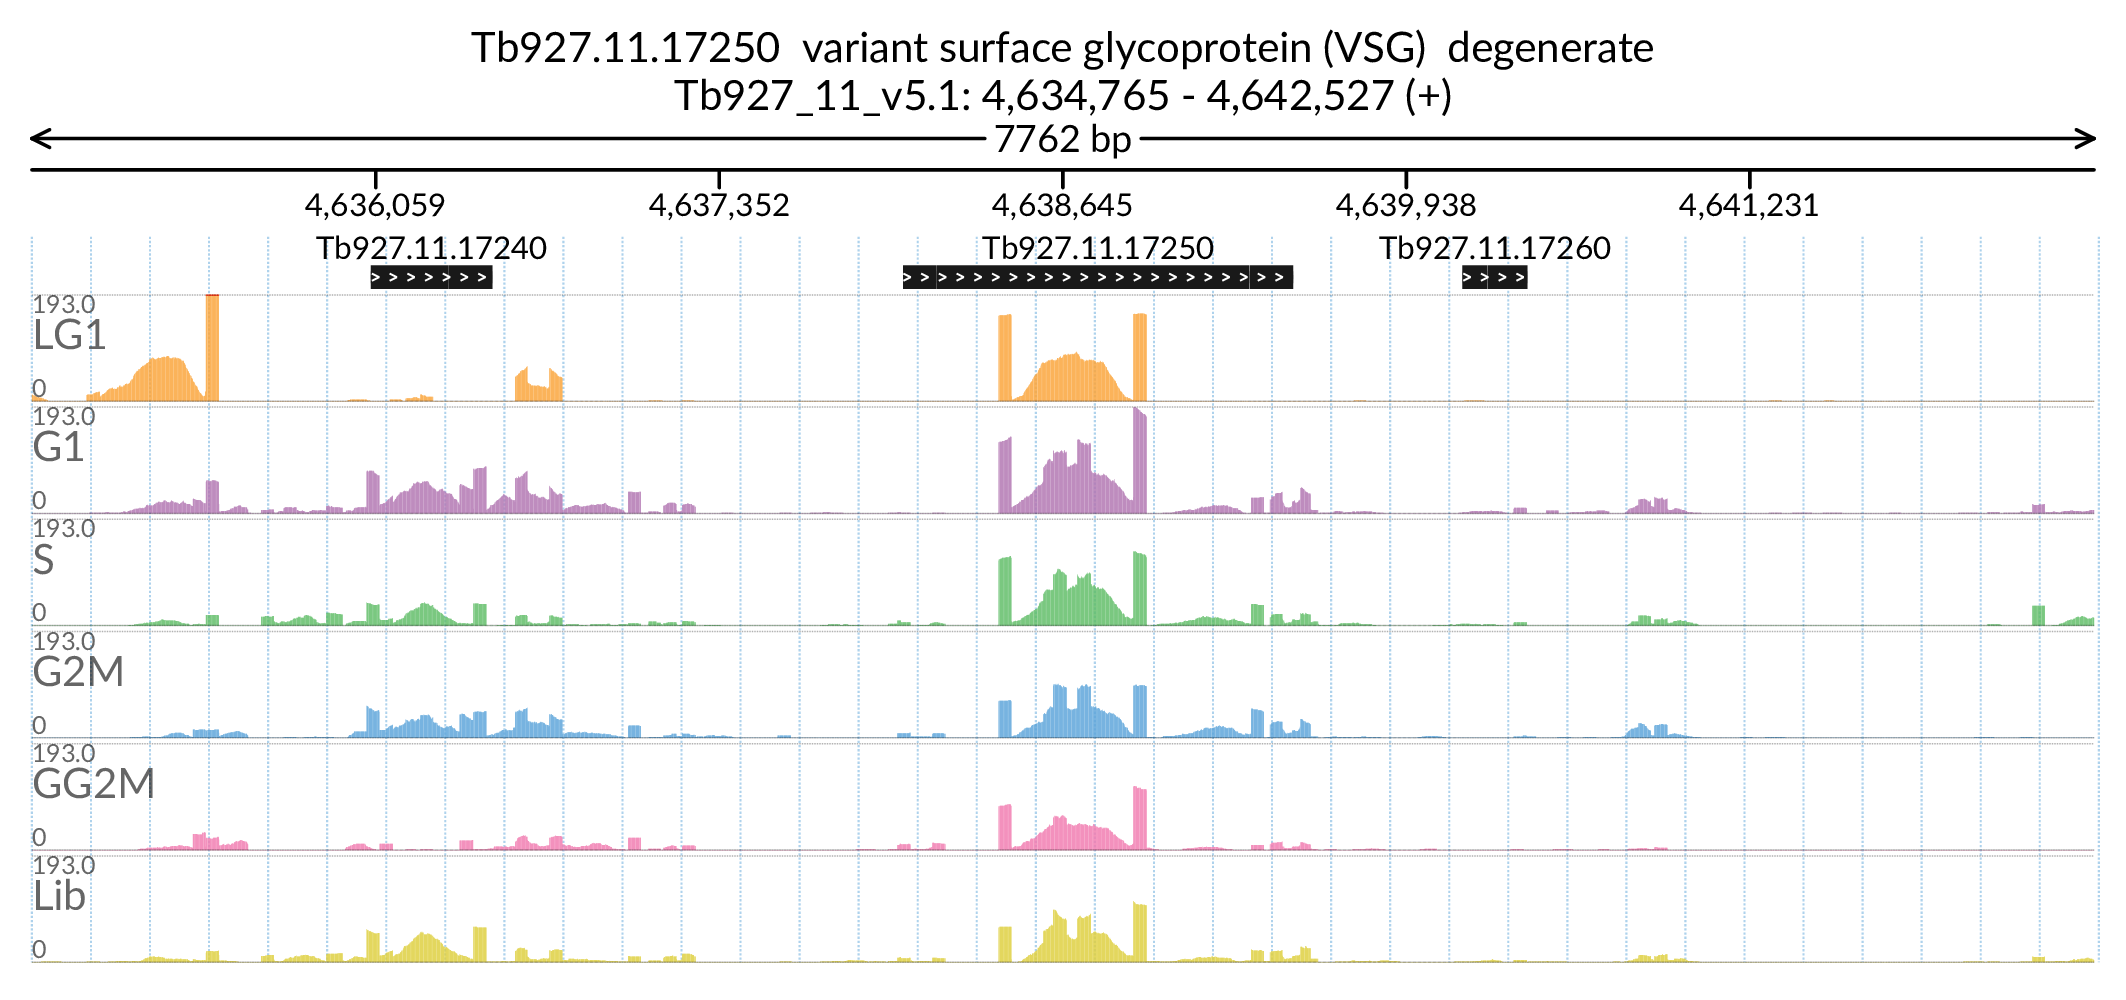 Tb927.11.17250 variant surface glycoprotein (VSG) degenerate
Tb927_11_v5.1: 4,634,765 - 4,642,527 (+)
7762 bp
4,636,059 4,637,352 4,638,645 4,639,938 4,641,231
Tb927.11.17240 Tb927.11.17250 Tb927.11.17260
193.0
LG1
0
193.0
G1
0
193.0
S
0
193.0
G2M
0
193.0
GG2M
0
193.0
Lib
0